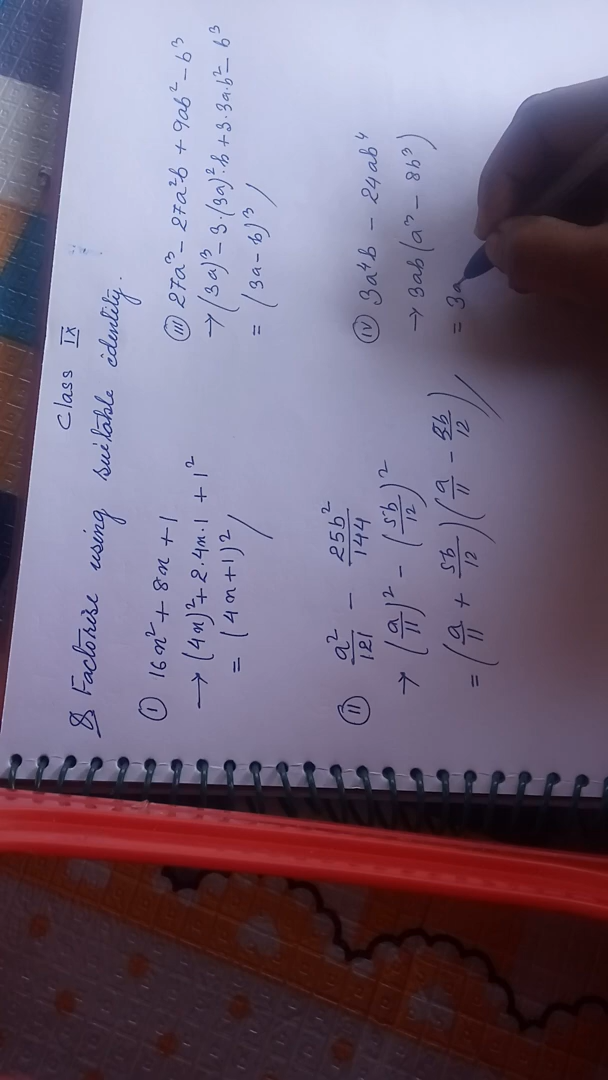 Class IX
Q Factorise using suitable identity.
(i) 16x² + 8x + 1
→ (4x)² + 2·4x·1 + 1²
= (4x+1)² /
(ii) a²/121 − 25b²/144
→ (a/11)² − (5b/12)²
= (a/11 + 5b/12)(a/11 − 5b/12) //
(iii) 27a³ − 27a²b + 9ab² − b³
→ (3a)³ − 3·(3a)²·b + 3·3a·b² − b³
= (3a − b)³ /
(iv) 3a⁴b − 24ab⁴
→ 3ab(a³ − 8b³)
= 3a